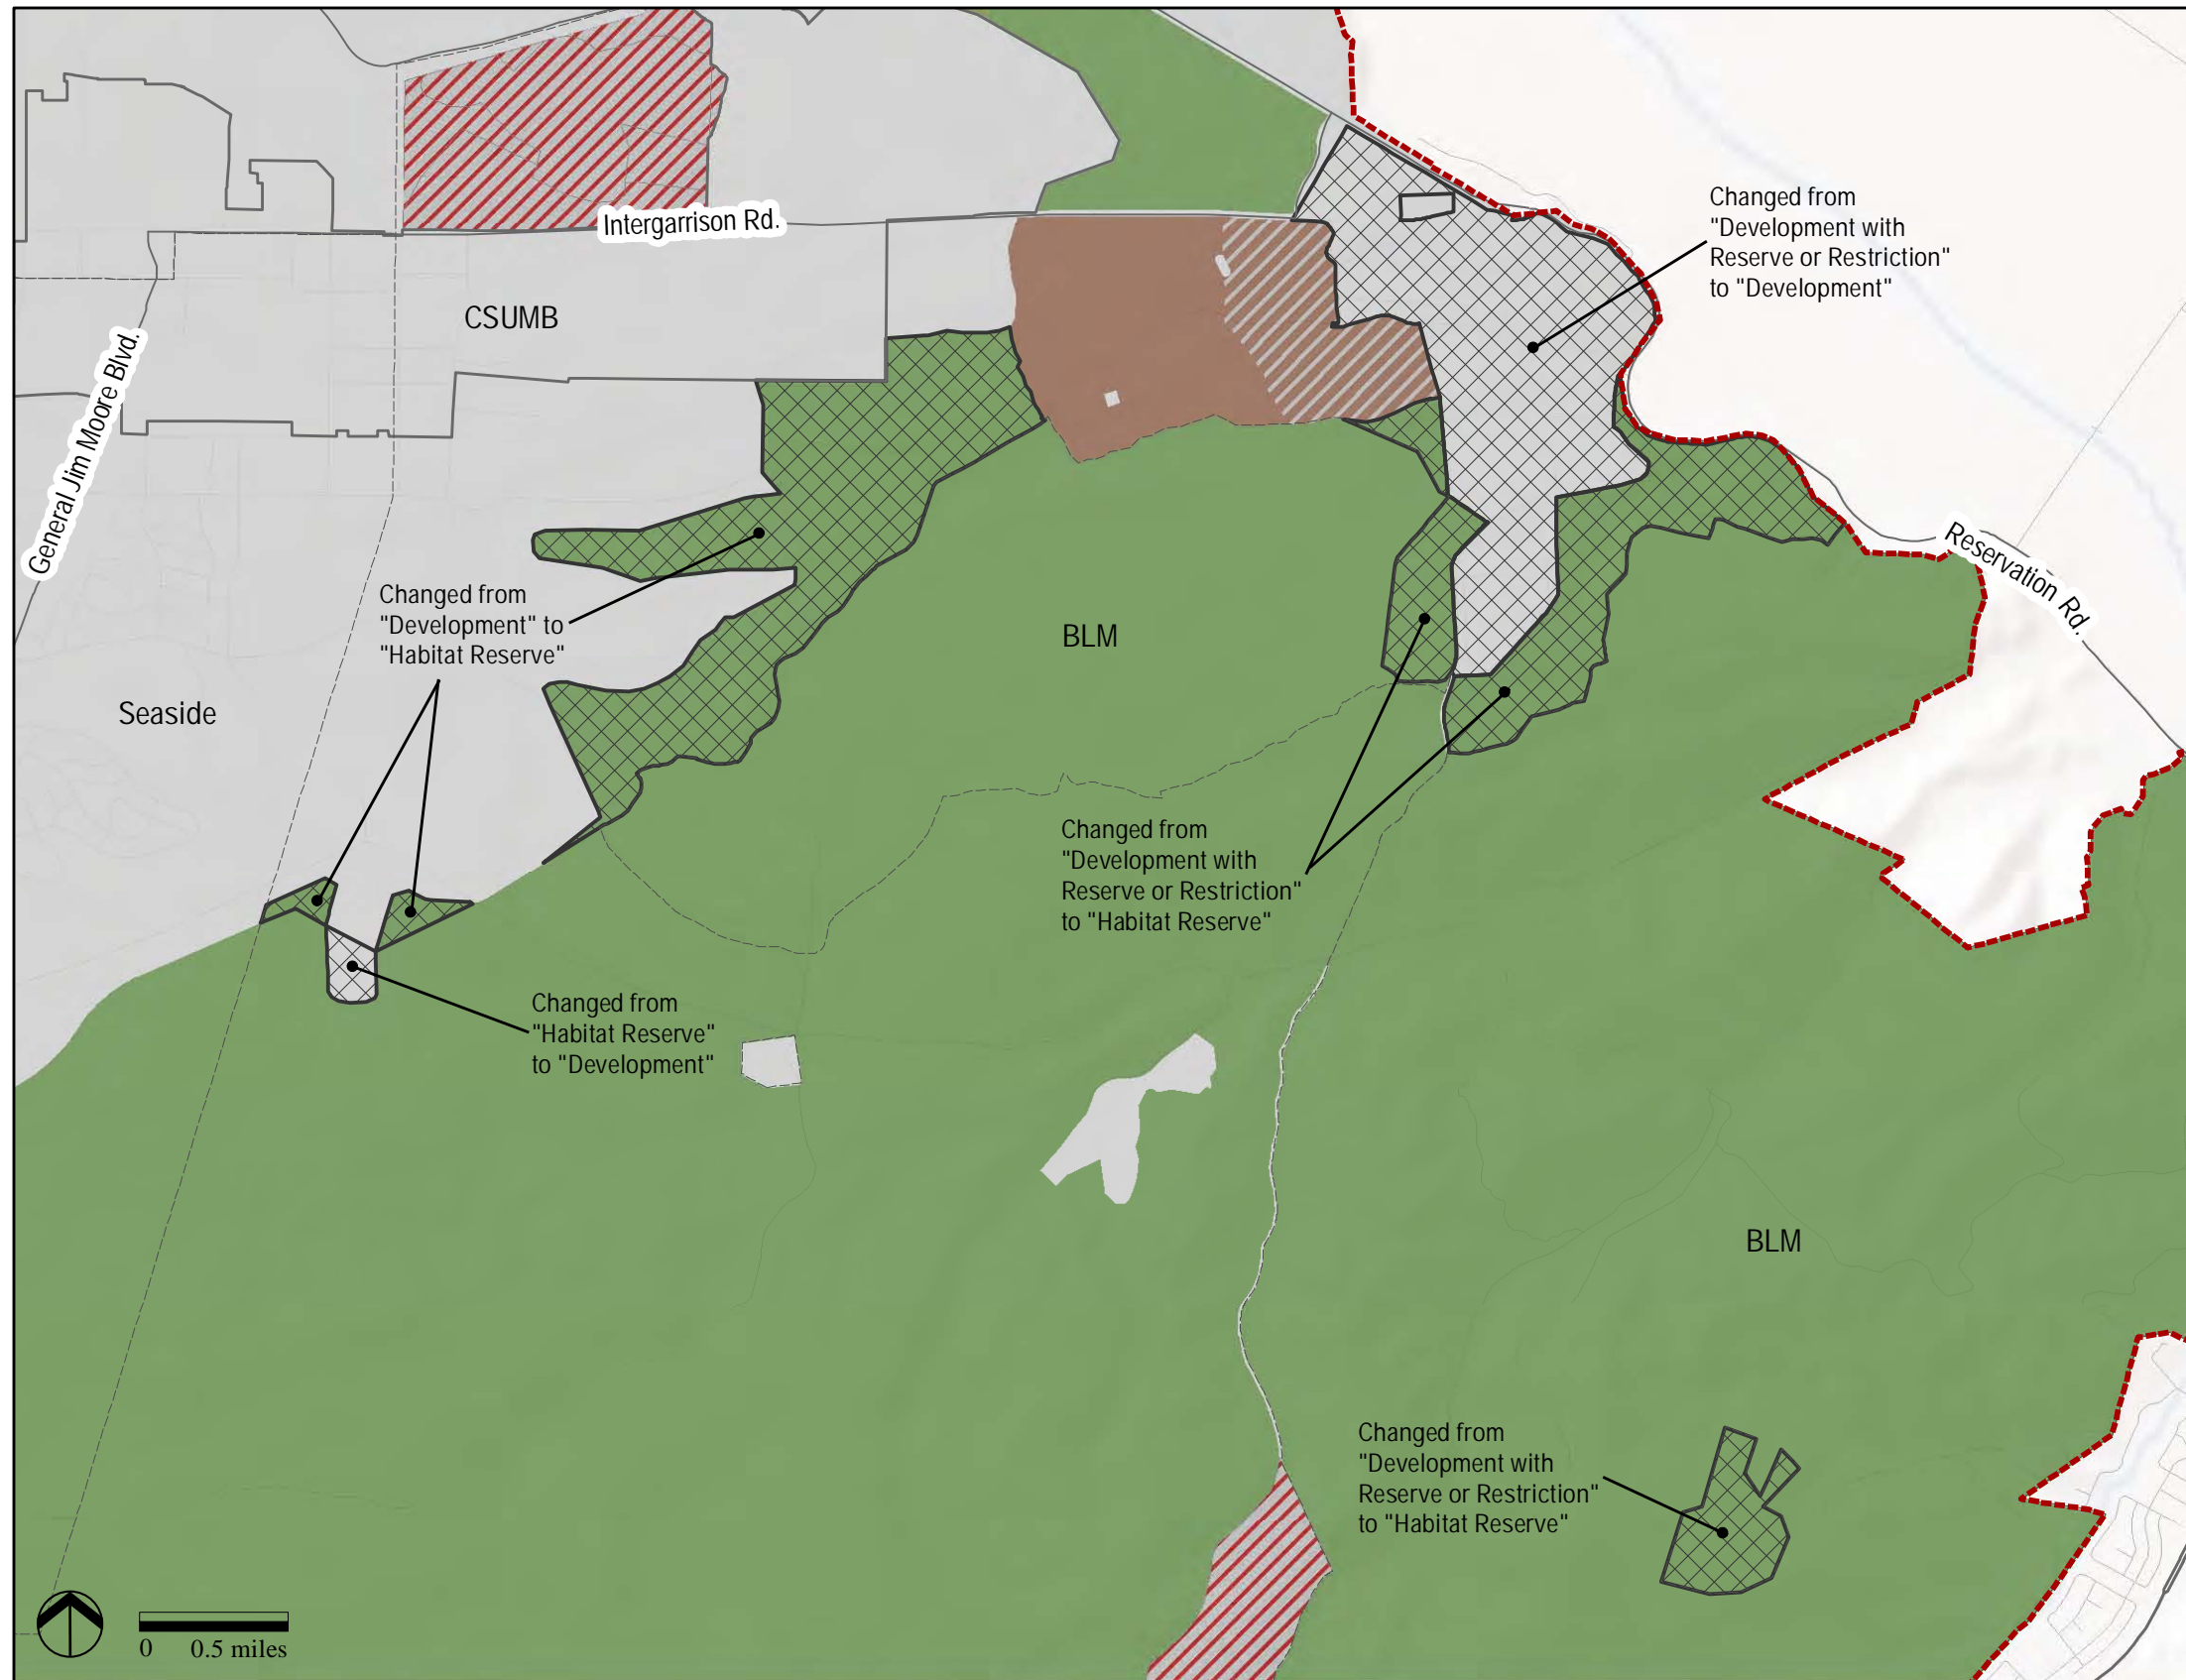 Changed from
"Development with
Reserve or Restriction"
to "Development"
Intergarrison Rd.
CSUMB
General Jim Moore Blvd.
Reservation Rd.
Changed from
"Development" to
"Habitat Reserve"
BLM
Seaside
Changed from
"Development with
Reserve or Restriction"
to "Habitat Reserve"
Changed from
"Habitat Reserve"
to "Development"
BLM
Changed from
"Development with
Reserve or Restriction"
to "Habitat Reserve"
0 0.5 miles